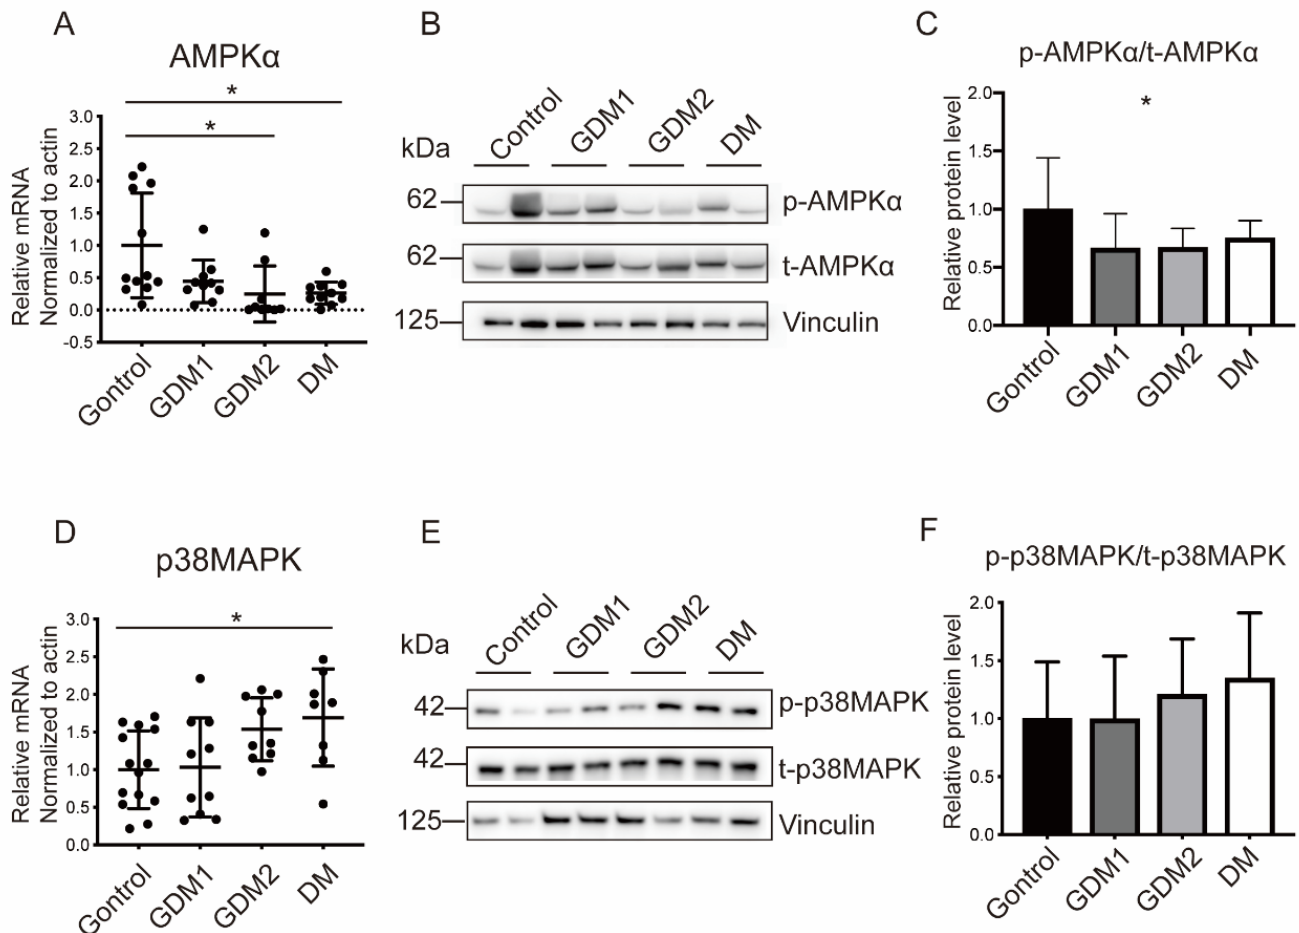 A
AMPKα
*
*
Relative mRNA
Normalized to actin
3.0
2.5
2.0
1.5
1.0
0.5
0.0
-0.5
Gontrol
GDM1
GDM2
DM
B
kDa
Control
GDM1
GDM2
DM
62
p-AMPKα
62
t-AMPKα
125
Vinculin
C
p-AMPKα/t-AMPKα
*
Relative protein level
2.0
1.5
1.0
0.5
0.0
Gontrol
GDM1
GDM2
DM
D
p38MAPK
*
Relative mRNA
Normalized to actin
3.0
2.5
2.0
1.5
1.0
0.5
0.0
Gontrol
GDM1
GDM2
DM
E
kDa
Control
GDM1
GDM2
DM
42
p-p38MAPK
42
t-p38MAPK
125
Vinculin
F
p-p38MAPK/t-p38MAPK
Relative protein level
2.0
1.5
1.0
0.5
0.0
Gontrol
GDM1
GDM2
DM